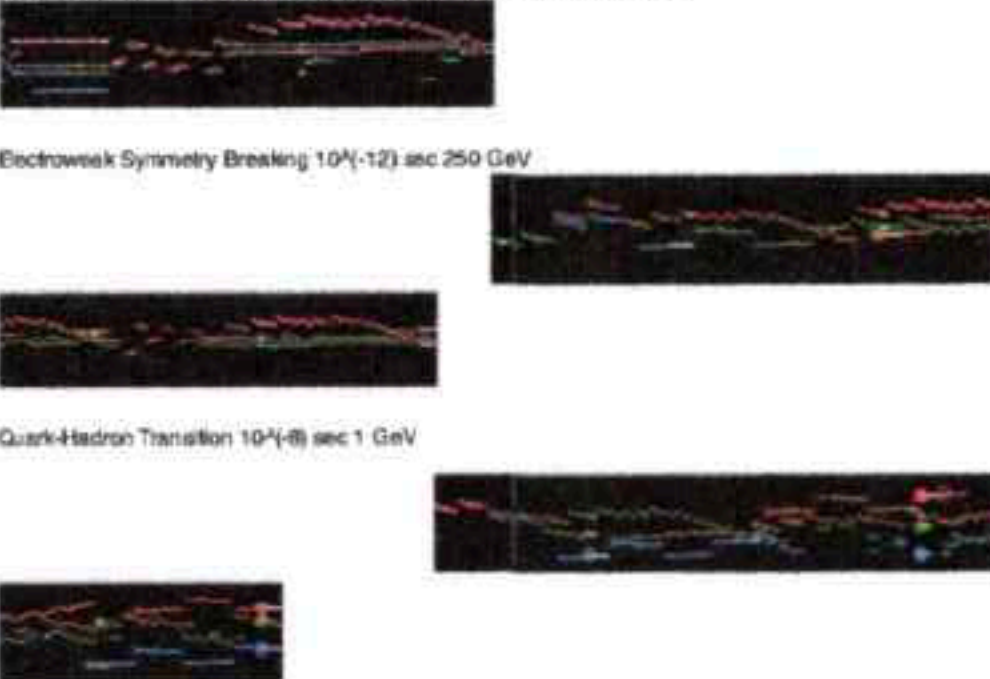 Electroweak Symmetry Breaking 10^(-12) sec 250 GeV
Quark-Hadron Transition 10^(-6) sec 1 GeV